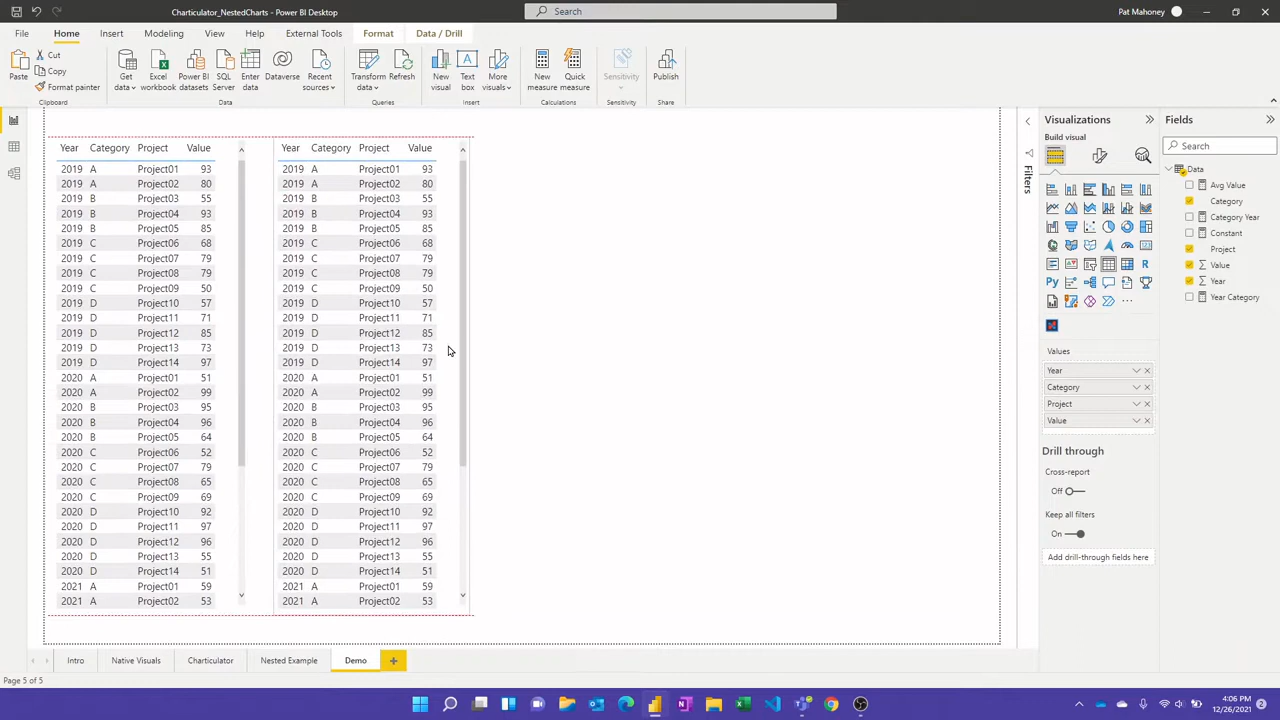 Charticulator_NestedCharts - Power BI Desktop
Search
Pat Mahoney
File Home Insert Modeling View Help External Tools Format Data / Drill
Paste
Cut
Copy
Format painter
Clipboard
Get data
Excel workbook
Power BI datasets
SQL Server
Enter data
Dataverse
Recent sources
Data
Transform data
Refresh
Queries
New visual
Text box
More visuals
Insert
New measure
Quick measure
Calculations
Sensitivity
Sensitivity
Publish
Share
Year Category Project Value Year Category Project Value
2019 A Project01 93 2019 A Project01 93
2019 A Project02 80 2019 A Project02 80
2019 B Project03 55 2019 B Project03 55
2019 B Project04 93 2019 B Project04 93
2019 B Project05 85 2019 B Project05 85
2019 C Project06 68 2019 C Project06 68
2019 C Project07 79 2019 C Project07 79
2019 C Project08 79 2019 C Project08 79
2019 C Project09 50 2019 C Project09 50
2019 D Project10 57 2019 D Project10 57
2019 D Project11 71 2019 D Project11 71
2019 D Project12 85 2019 D Project12 85
2019 D Project13 73 2019 D Project13 73
2019 D Project14 97 2019 D Project14 97
2020 A Project01 51 2020 A Project01 51
2020 A Project02 99 2020 A Project02 99
2020 B Project03 95 2020 B Project03 95
2020 B Project04 96 2020 B Project04 96
2020 B Project05 64 2020 B Project05 64
2020 C Project06 52 2020 C Project06 52
2020 C Project07 79 2020 C Project07 79
2020 C Project08 65 2020 C Project08 65
2020 C Project09 69 2020 C Project09 69
2020 D Project10 92 2020 D Project10 92
2020 D Project11 97 2020 D Project11 97
2020 D Project12 96 2020 D Project12 96
2020 D Project13 55 2020 D Project13 55
2020 D Project14 51 2020 D Project14 51
2021 A Project01 59 2021 A Project01 59
2021 A Project02 53 2021 A Project02 53
Filters
Visualizations
Build visual
Values
Year
Category
Project
Value
Drill through
Cross-report
Off
Keep all filters
On
Add drill-through fields here
Fields
Search
Data
Avg Value
Category
Category Year
Constant
Project
Value
Year
Year Category
Intro Native Visuals Charticulator Nested Example Demo
Page 5 of 5
4:06 PM
12/26/2021